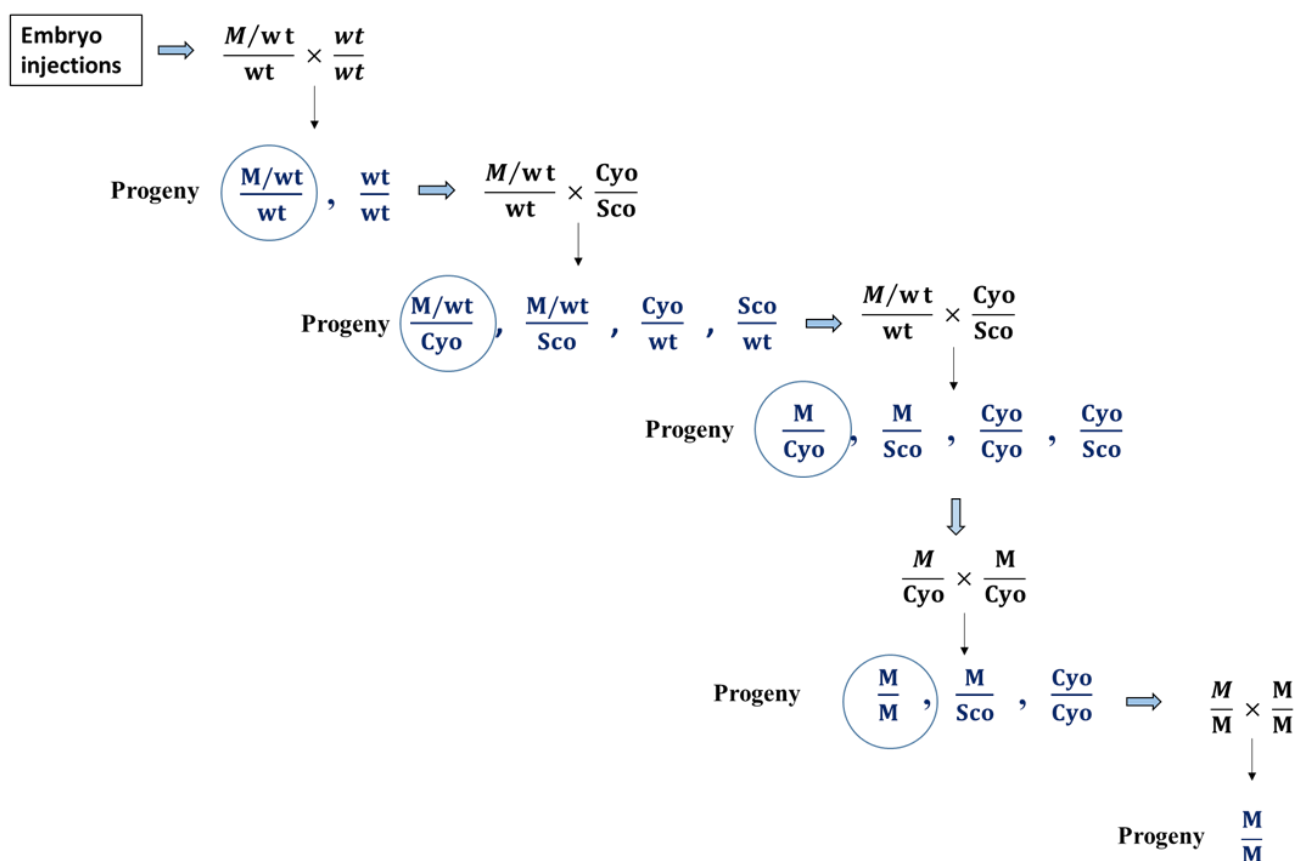 Embryo injections
M/wt/wt × wt/wt
Progeny M/wt/wt , wt/wt
M/wt/wt × Cyo/Sco
Progeny M/wt/Cyo , M/wt/Sco , Cyo/wt , Sco/wt
M/wt/wt × Cyo/Sco
Progeny M/Cyo , M/Sco , Cyo/Cyo , Cyo/Sco
M/Cyo × M/Cyo
Progeny M/M , M/Sco , Cyo/Cyo
M/M × M/M
Progeny M/M